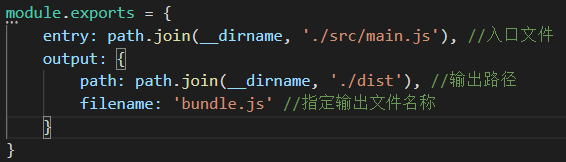 module.exports = {
    entry: path.join(__dirname, './src/main.js'), //入口文件
    output: {
        path: path.join(__dirname, './dist'), //输出路径
        filename: 'bundle.js' //指定输出文件名称
    }
}